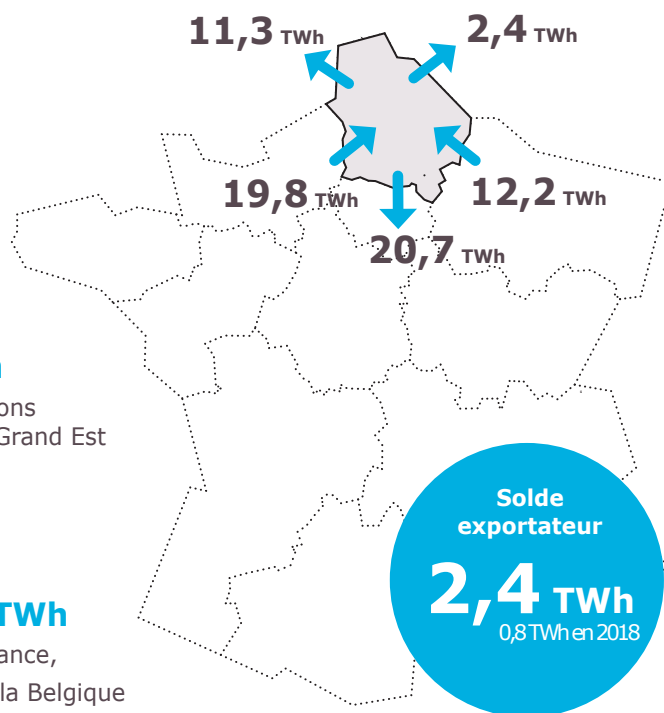 11,3 TWh
2,4 TWh
19,8 TWh
12,2 TWh
20,7 TWh
ons
Grand Est
Solde
exportateur
2,4 TWh
0,8 TWh en 2018
TWh
ance,
la Belgique